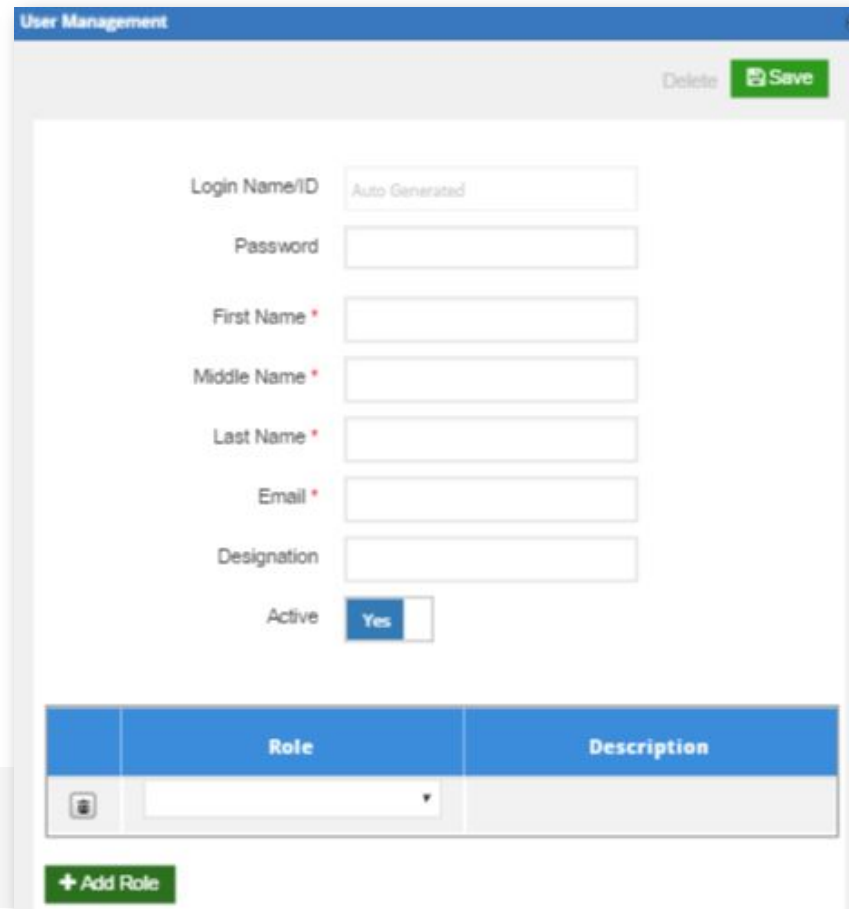 User Management
Delete Save
Login Name/ID Auto Generated
Password
First Name *
Middle Name *
Last Name *
Email *
Designation
Active Yes
Role Description
+ Add Role